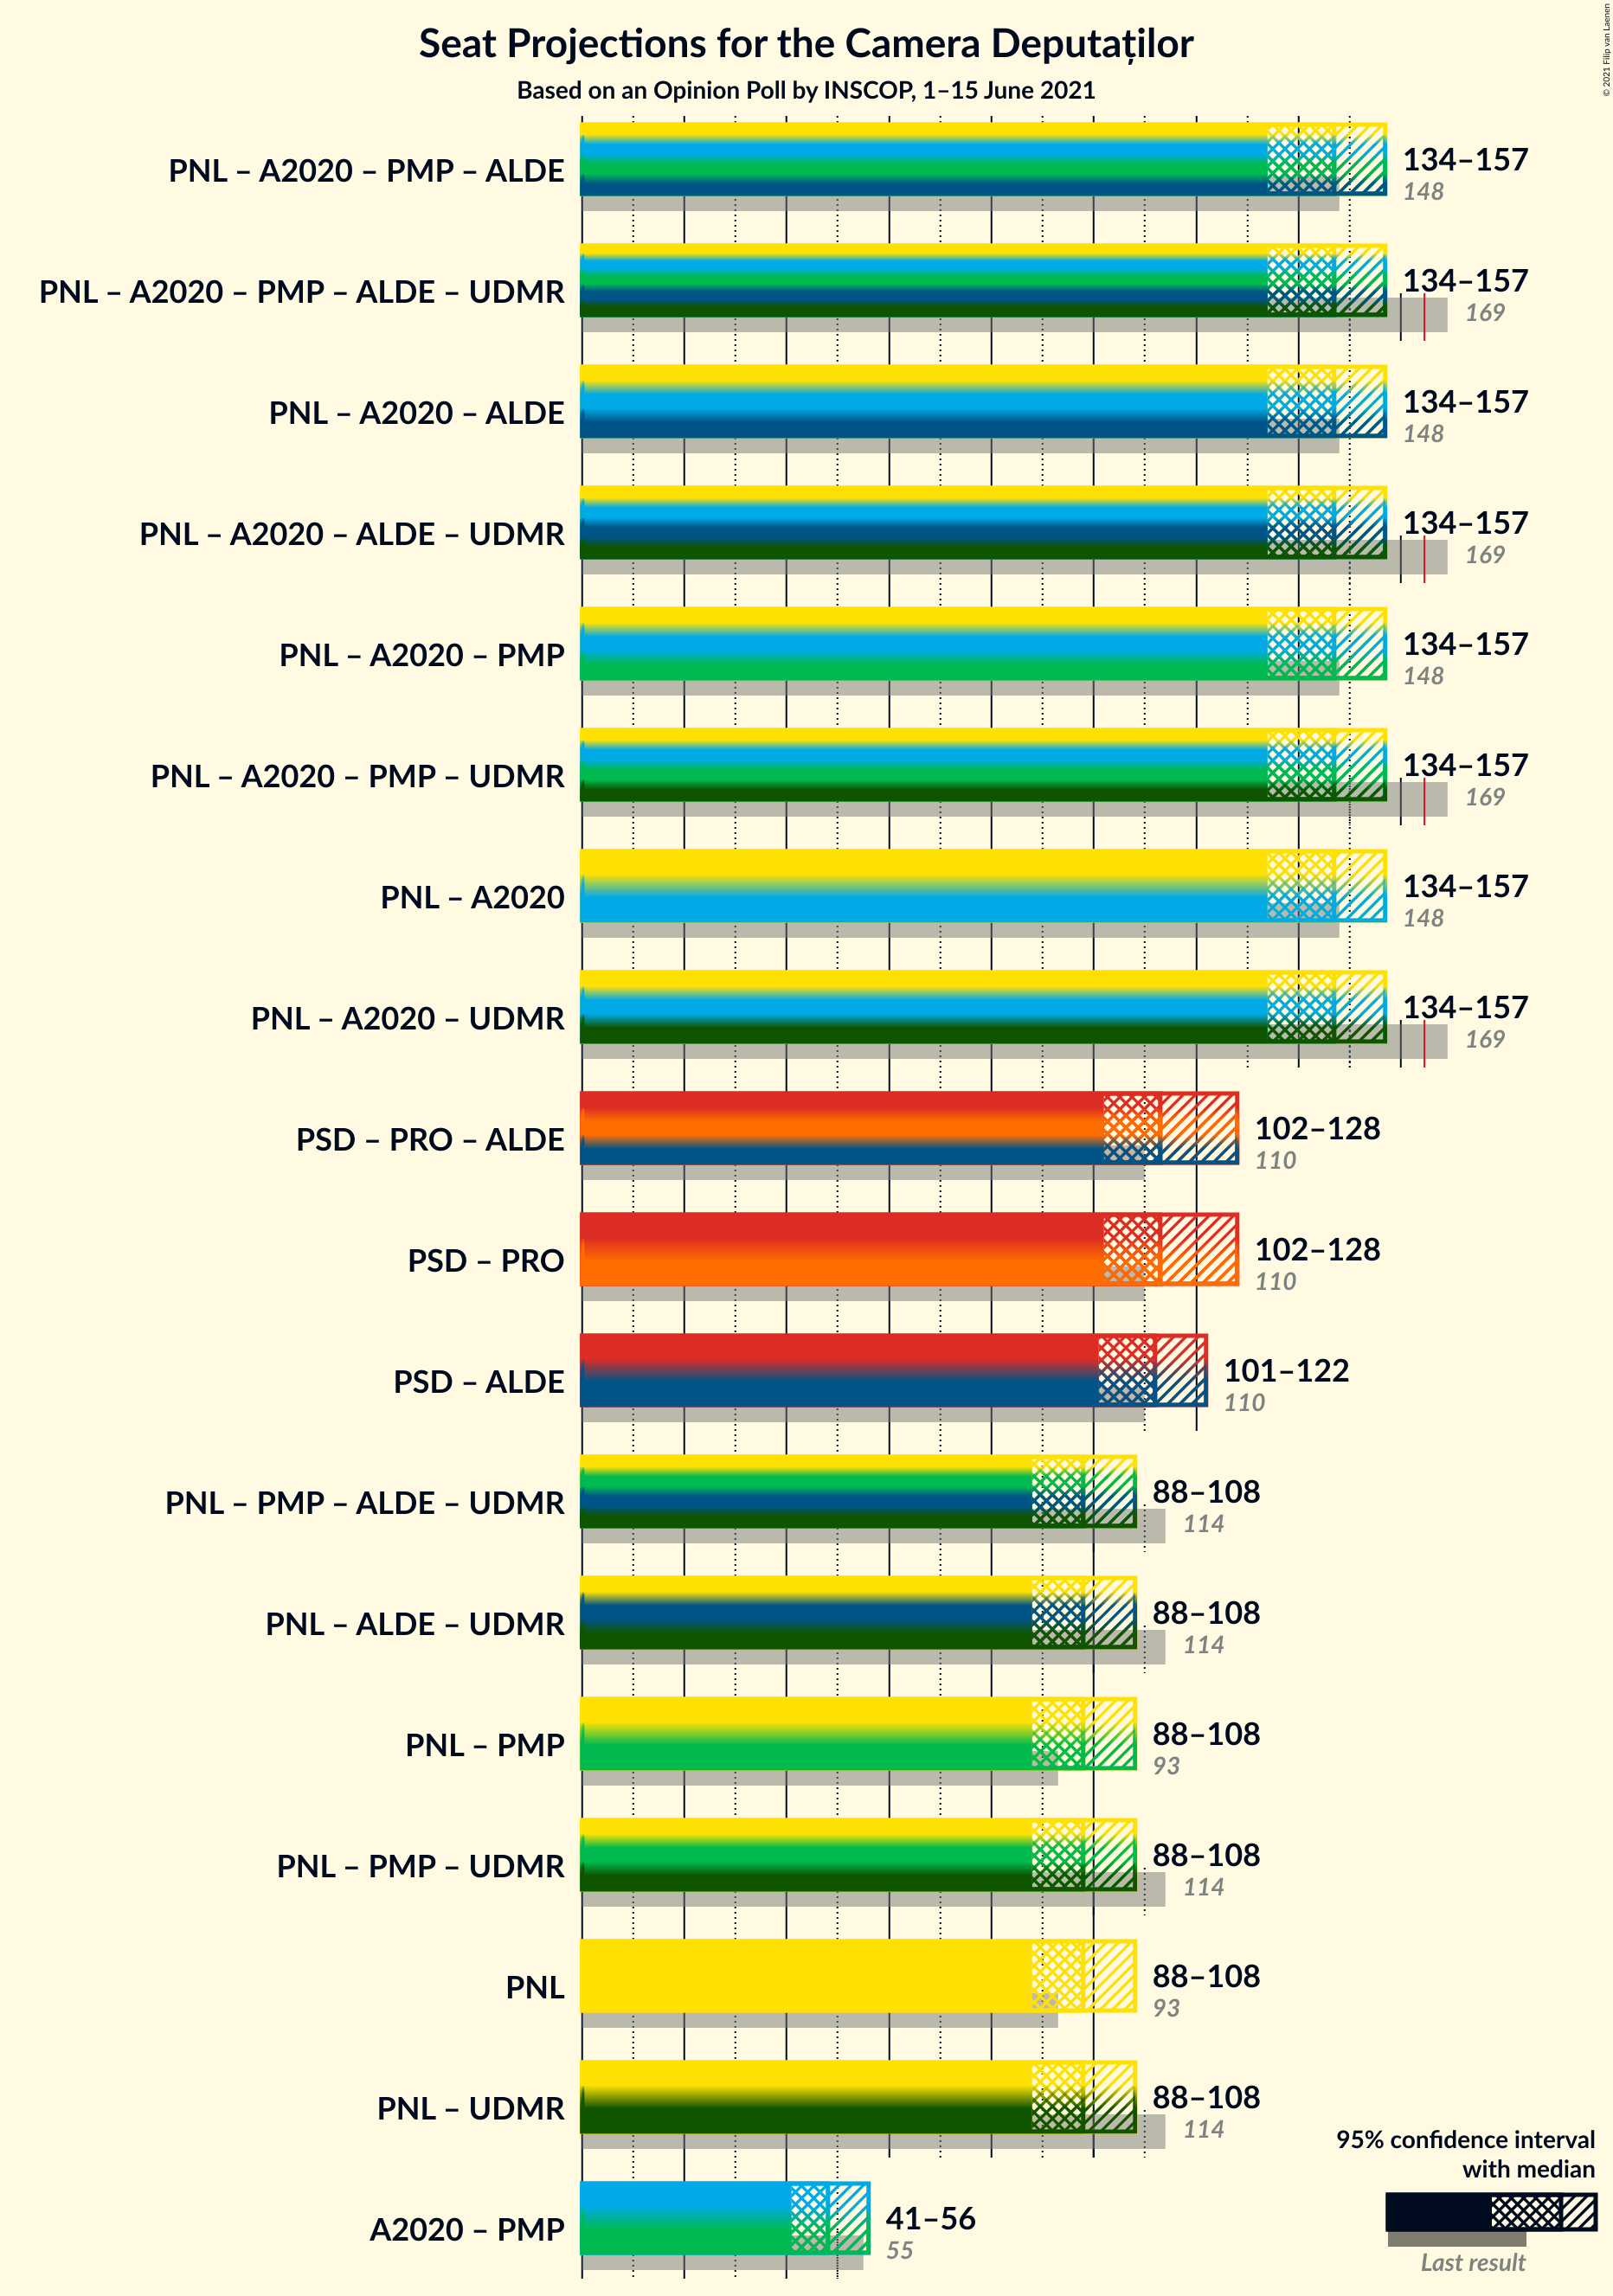 © 2021 Filip van Laenen
Seat Projections for the Camera Deputaților
Based on an Opinion Poll by INSCOP, 1–15 June 2021
PNL – A2020 – PMP – ALDE
134–157
148
PNL – A2020 – PMP – ALDE – UDMR
134–157
169
PNL – A2020 – ALDE
134–157
148
PNL – A2020 – ALDE – UDMR
134–157
169
PNL – A2020 – PMP
134–157
148
PNL – A2020 – PMP – UDMR
134–157
169
PNL – A2020
134–157
148
PNL – A2020 – UDMR
134–157
169
PSD – PRO – ALDE
102–128
110
PSD – PRO
102–128
110
PSD – ALDE
101–122
110
PNL – PMP – ALDE – UDMR
88–108
114
PNL – ALDE – UDMR
88–108
114
PNL – PMP
88–108
93
PNL – PMP – UDMR
88–108
114
PNL
88–108
93
PNL – UDMR
88–108
114
A2020 – PMP
41–56
55
95% confidence interval
with median
Last result